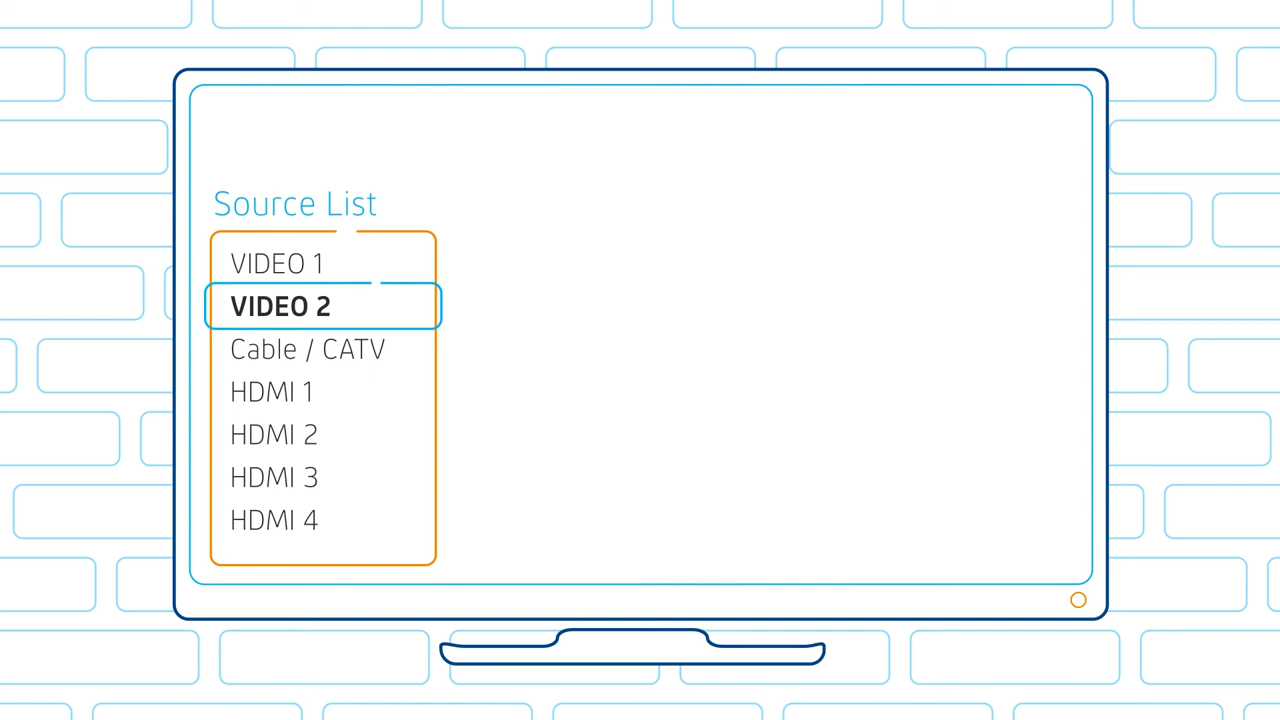 Source List
VIDEO 1
VIDEO 2
Cable / CATV
HDMI 1
HDMI 2
HDMI 3
HDMI 4